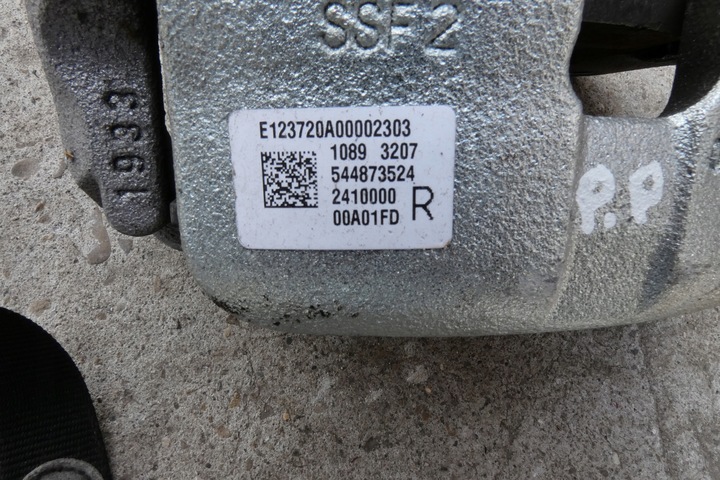 SSF2
1933
E123720A00002303
1089 3207
544873524
2410000
00A01FD
R
P.P